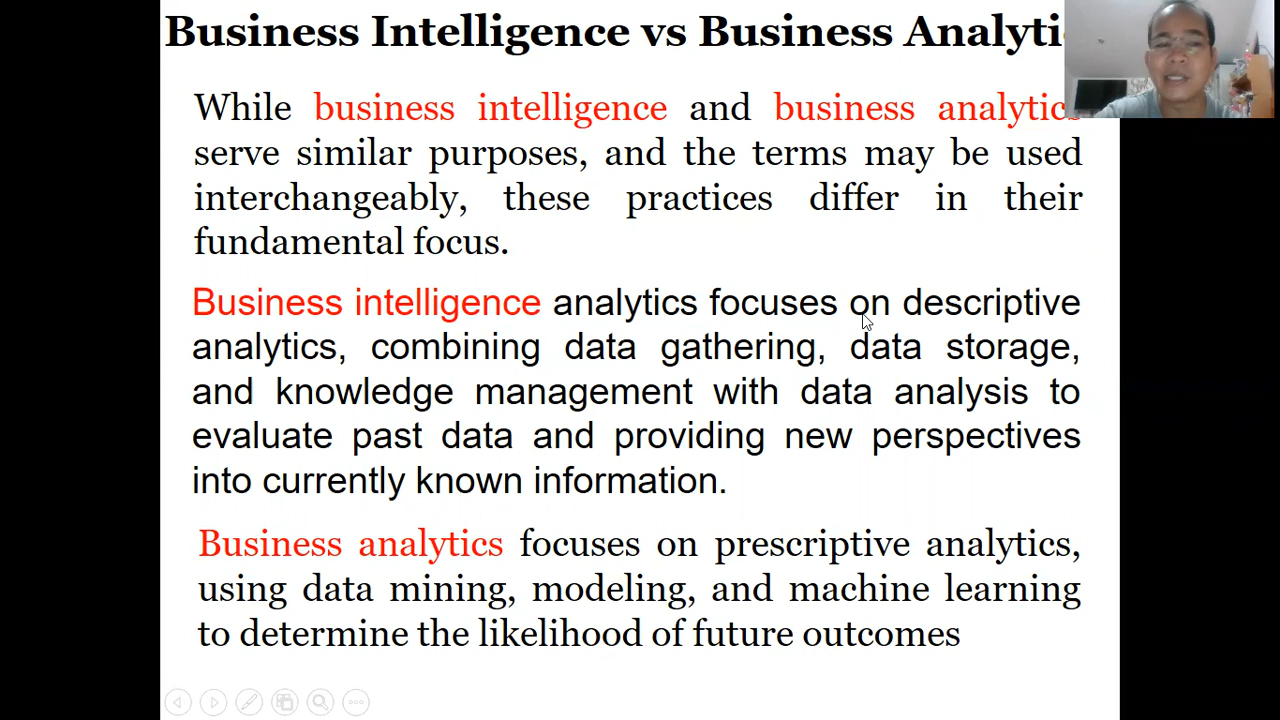 Business Intelligence vs Business Analyti
While business intelligence and business analytics
serve similar purposes, and the terms may be used
interchangeably, these practices differ in their
fundamental focus.
Business intelligence analytics focuses on descriptive
analytics, combining data gathering, data storage,
and knowledge management with data analysis to
evaluate past data and providing new perspectives
into currently known information.
Business analytics focuses on prescriptive analytics,
using data mining, modeling, and machine learning
to determine the likelihood of future outcomes